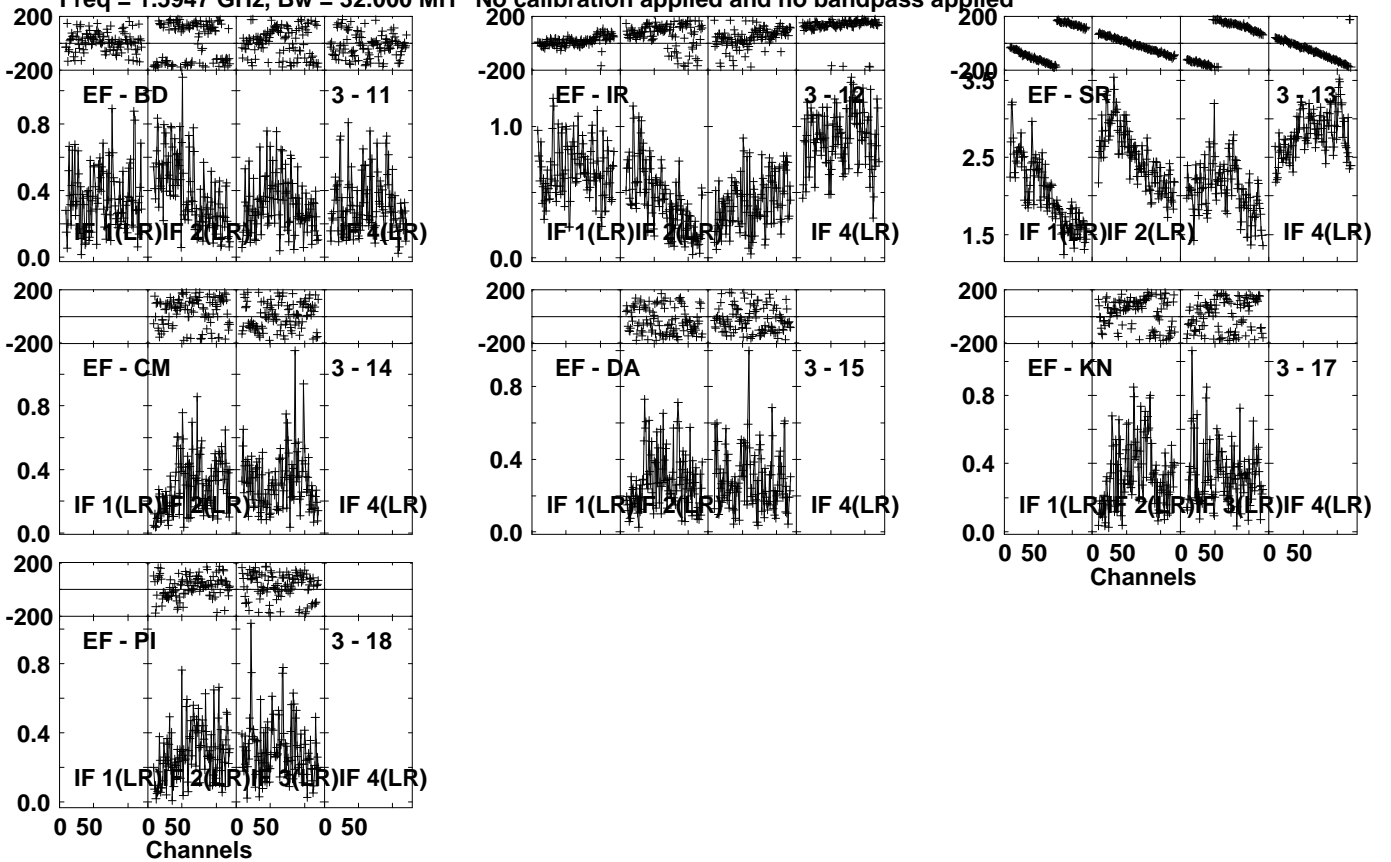 Freq = 1.5947 GHz, Bw = 32.000 MH No calibration applied and no bandpass applied
200
-200
EF - BD
3 - 11
0.8
0.4
0.0
IF 1(LR) IF 2(LR) IF 4(LR)
200
-200
EF - IR
3 - 12
1.0
0.0
IF 1(LR) IF 2(LR) IF 4(LR)
200
-200
3.5
EF - SR
3 - 13
2.5
1.5
IF 1(LR) IF 2(LR) IF 4(LR)
200
-200
EF - CM
3 - 14
0.8
0.4
0.0
IF 1(LR) IF 2(LR) IF 4(LR)
200
-200
EF - DA
3 - 15
0.8
0.4
0.0
IF 1(LR) IF 2(LR) IF 4(LR)
200
-200
EF - KN
3 - 17
0.8
0.4
0.0
IF 1(LR) IF 2(LR) IF 3(LR) IF 4(LR)
0 50 0 50 0 50 0 50
Channels
200
-200
EF - PI
3 - 18
0.8
0.4
0.0
IF 1(LR) IF 2(LR) IF 3(LR) IF 4(LR)
0 50 0 50 0 50 0 50
Channels